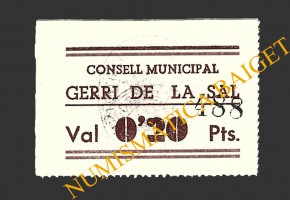 CONSELL MUNICIPAL
GERRI DE LA SAL
488
Val 0'20 Pts.
NUMISMATICA BAIGET